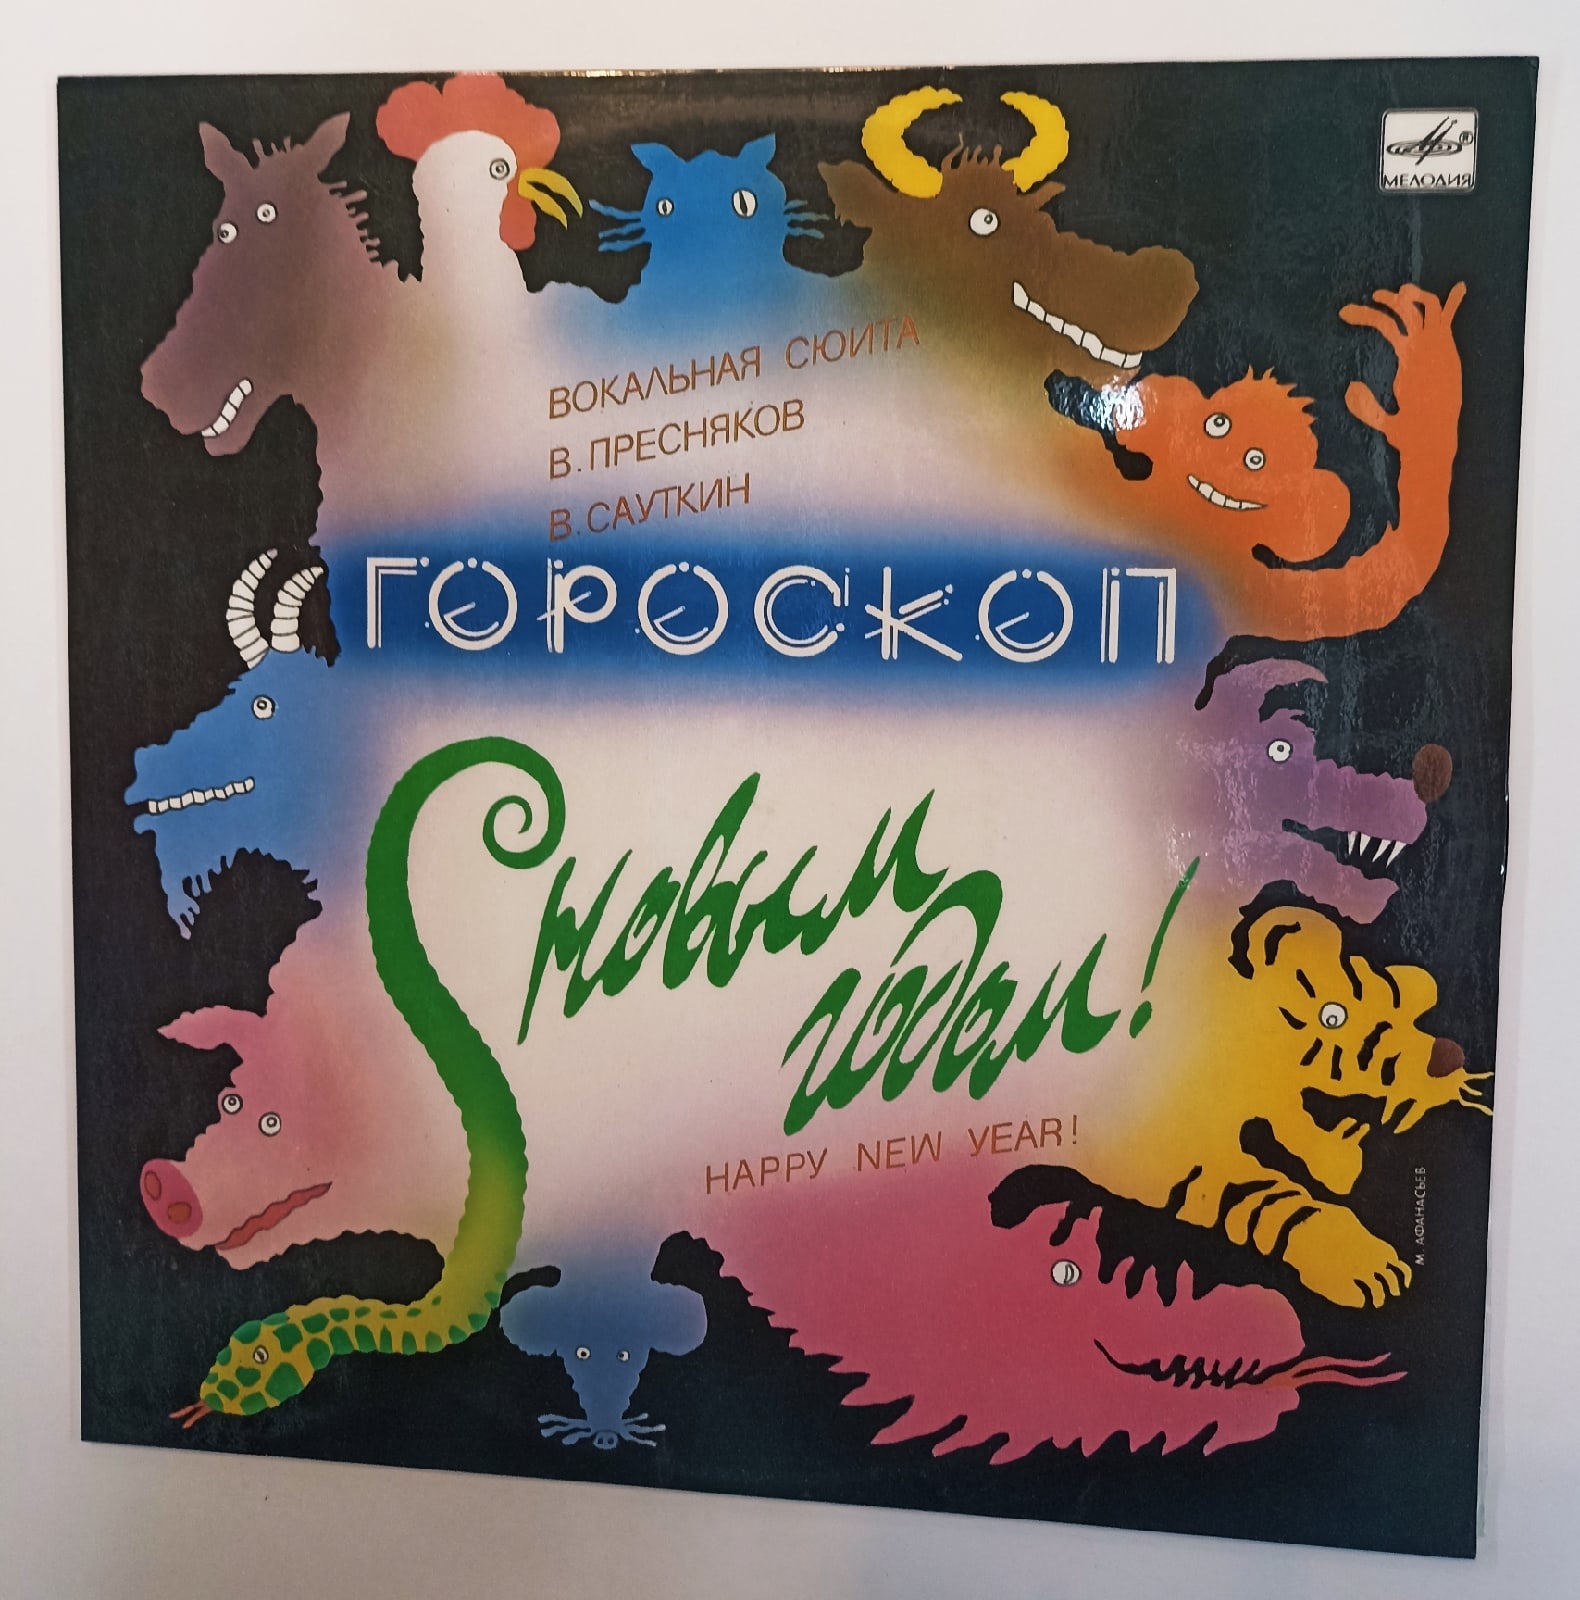 МЕЛОДИЯ
ВОКАЛЬНАЯ СЮИТА
В. ПРЕСНЯКОВ
В. САУТКИН
ГОРОСКОП
С новым
годом!
HAPPY NEW YEAR!
М. АФАНАСЬЕВ